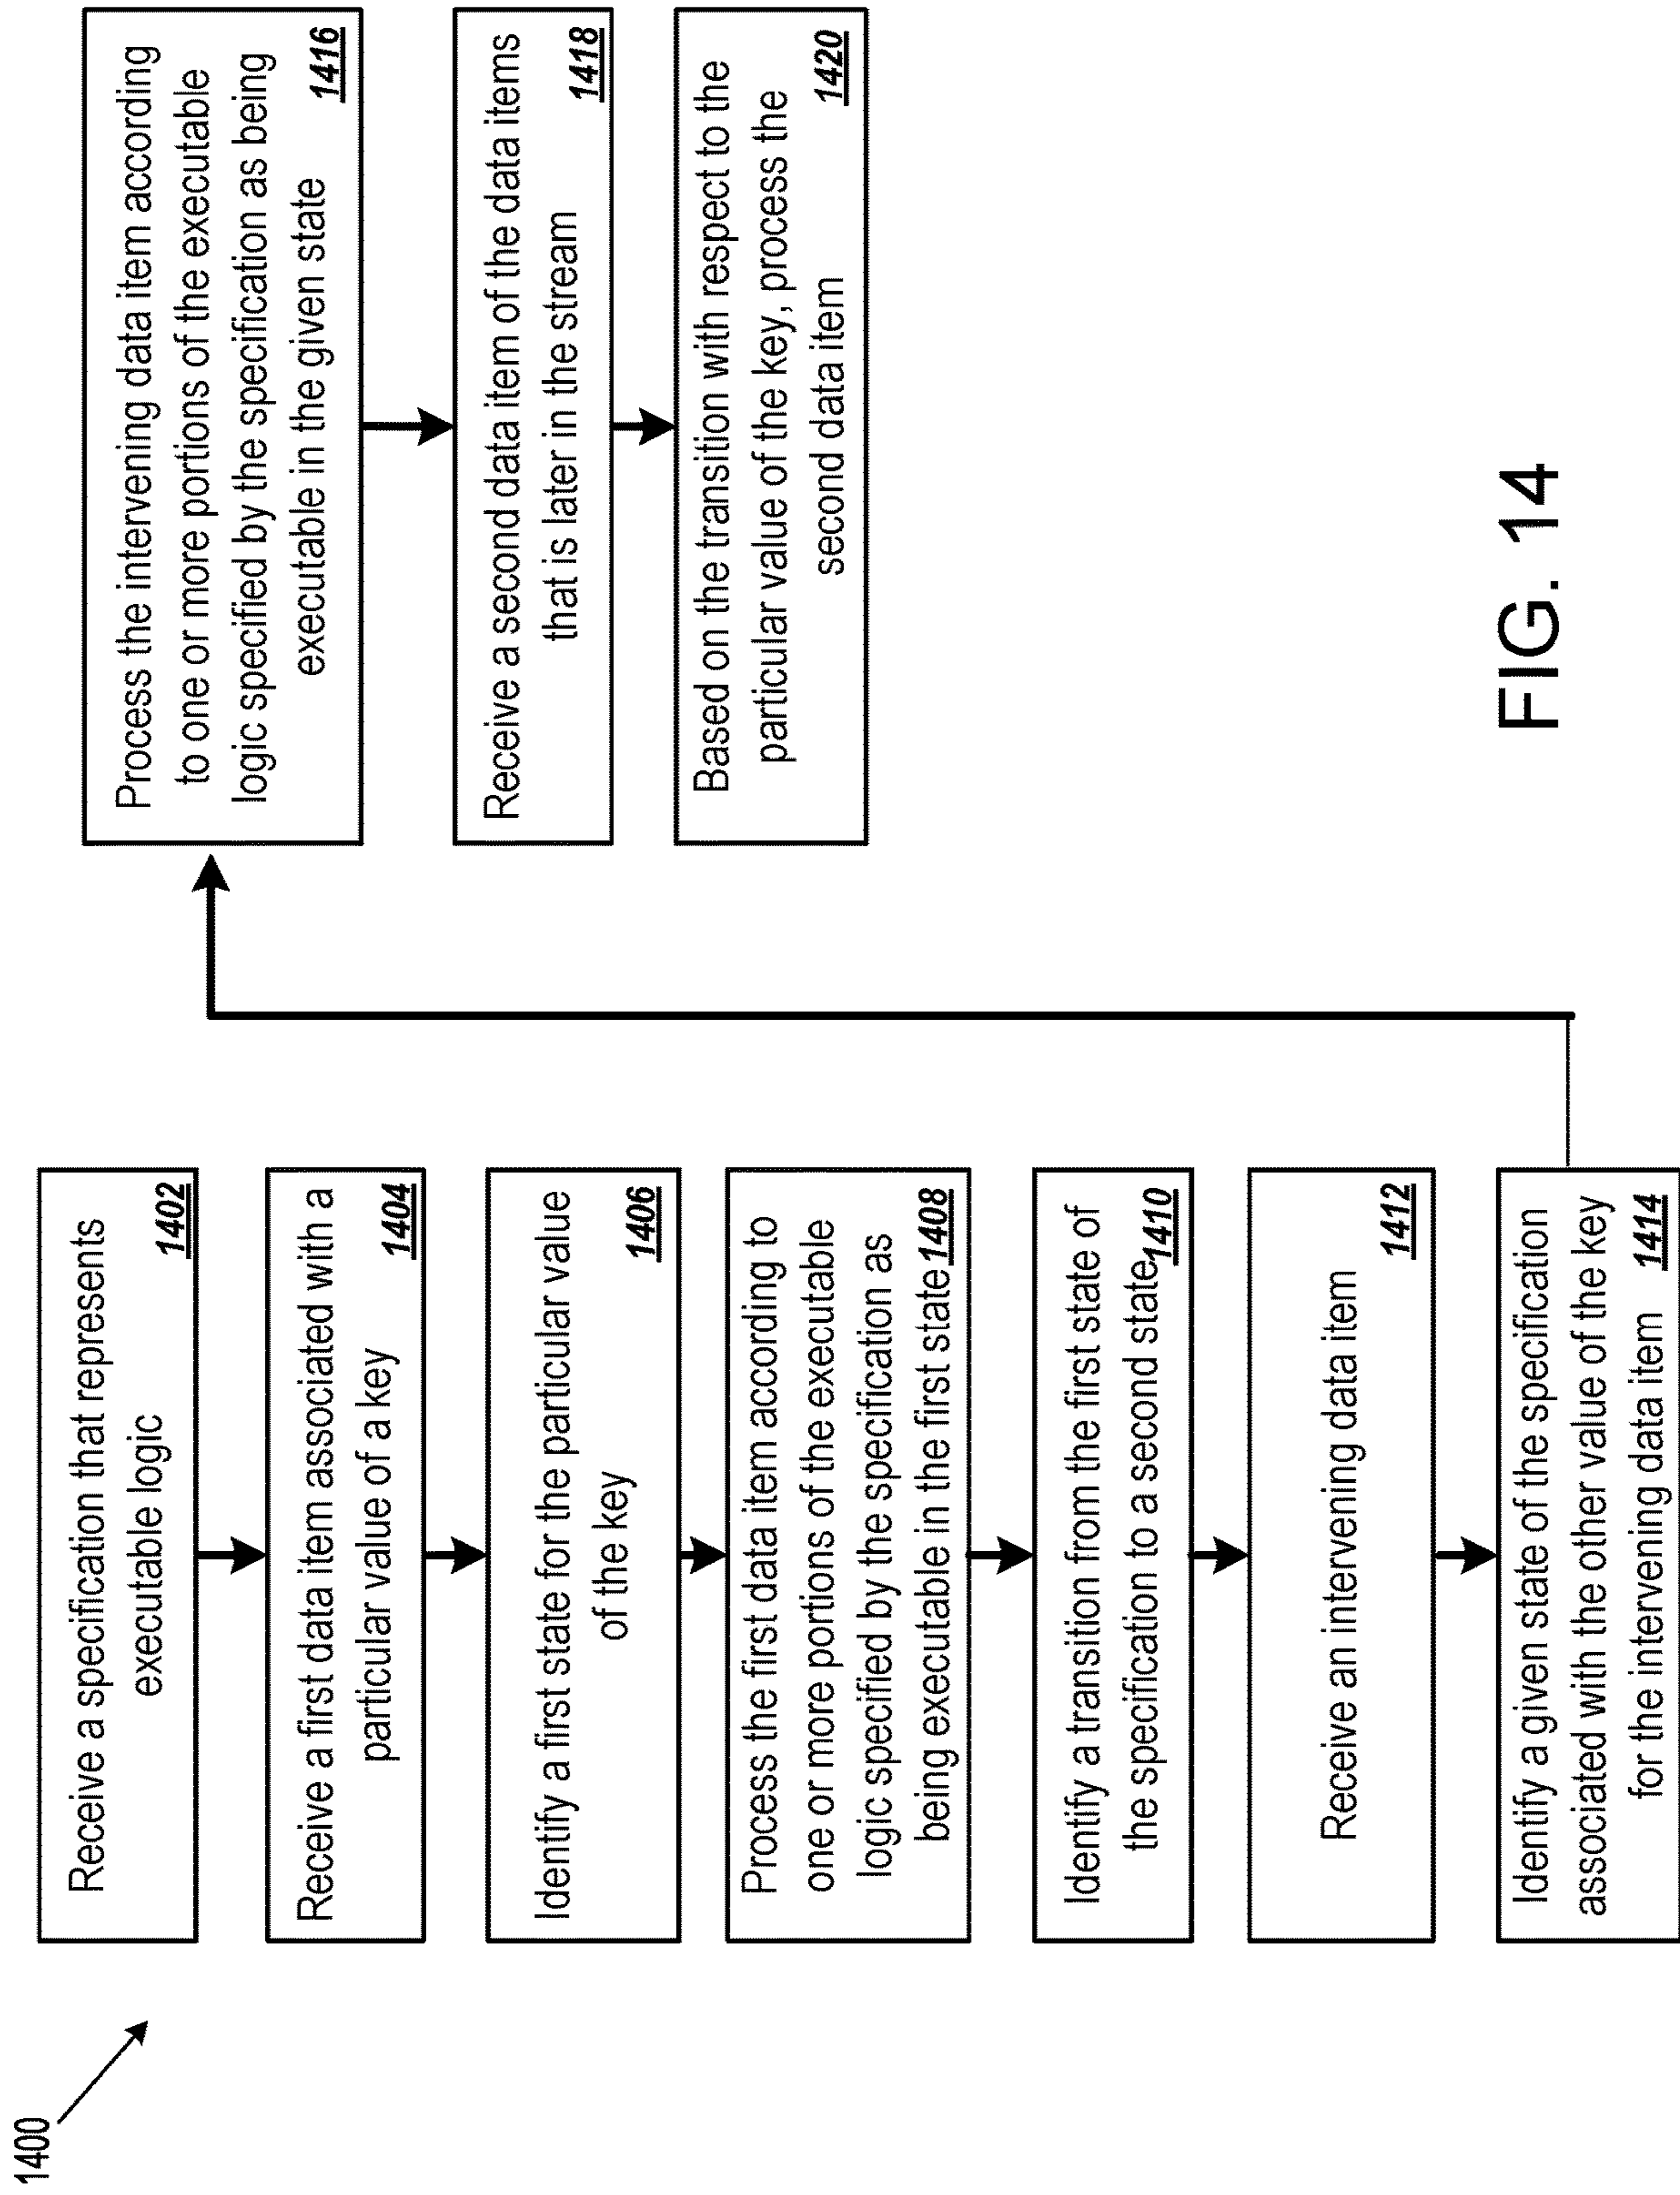 1400
Receive a specification that represents
executable logic
1402
Receive a first data item associated with a
particular value of a key
1404
Identify a first state for the particular value
of the key
1406
Process the first data item according to
one or more portions of the executable
logic specified by the specification as
being executable in the first state 1408
Identify a transition from the first state of
the specification to a second state 1410
Receive an intervening data item
1412
Identify a given state of the specification
associated with the other value of the key
for the intervening data item 1414
Process the intervening data item according
to one or more portions of the executable
logic specified by the specification as being
executable in the given state
1416
Receive a second data item of the data items
that is later in the stream
1418
Based on the transition with respect to the
particular value of the key, process the
second data item
1420
FIG. 14